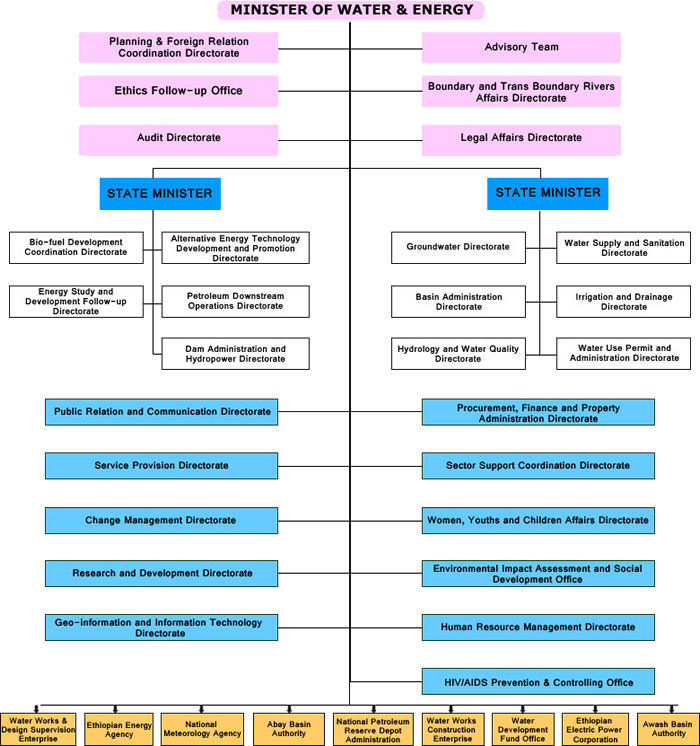 MINISTER OF WATER & ENERGY
Planning & Foreign Relation
Coordination Directorate
Advisory Team
Ethics Follow-up Office
Boundary and Trans Boundary Rivers
Affairs Directorate
Audit Directorate
Legal Affairs Directorate
STATE MINISTER
STATE MINISTER
Bio-fuel Development
Coordination Directorate
Alternative Energy Technology
Development and Promotion
Directorate
Energy Study and
Development Follow-up
Directorate
Petroleum Downstream
Operations Directorate
Dam Administration and
Hydropower Directorate
Groundwater Directorate
Water Supply and Sanitation
Directorate
Basin Administration
Directorate
Irrigation and Drainage
Directorate
Hydrology and Water Quality
Directorate
Water Use Permit and
Administration Directorate
Public Relation and Communication Directorate
Procurement, Finance and Property
Administration Directorate
Service Provision Directorate
Sector Support Coordination Directorate
Change Management Directorate
Women, Youths and Children Affairs Directorate
Research and Development Directorate
Environmental Impact Assessment and Social
Development Office
Geo-information and Information Technology
Directorate
Human Resource Management Directorate
HIV/AIDS Prevention & Controlling Office
Water Works &
Design Supervision
Enterprise
Ethiopian Energy
Agency
National
Meteorology Agency
Abay Basin
Authority
National Petroleum
Reserve Depot
Administration
Water Works
Construction
Enterprise
Water
Development
Fund Office
Ethiopian
Electric Power
Corporation
Awash Basin
Authority